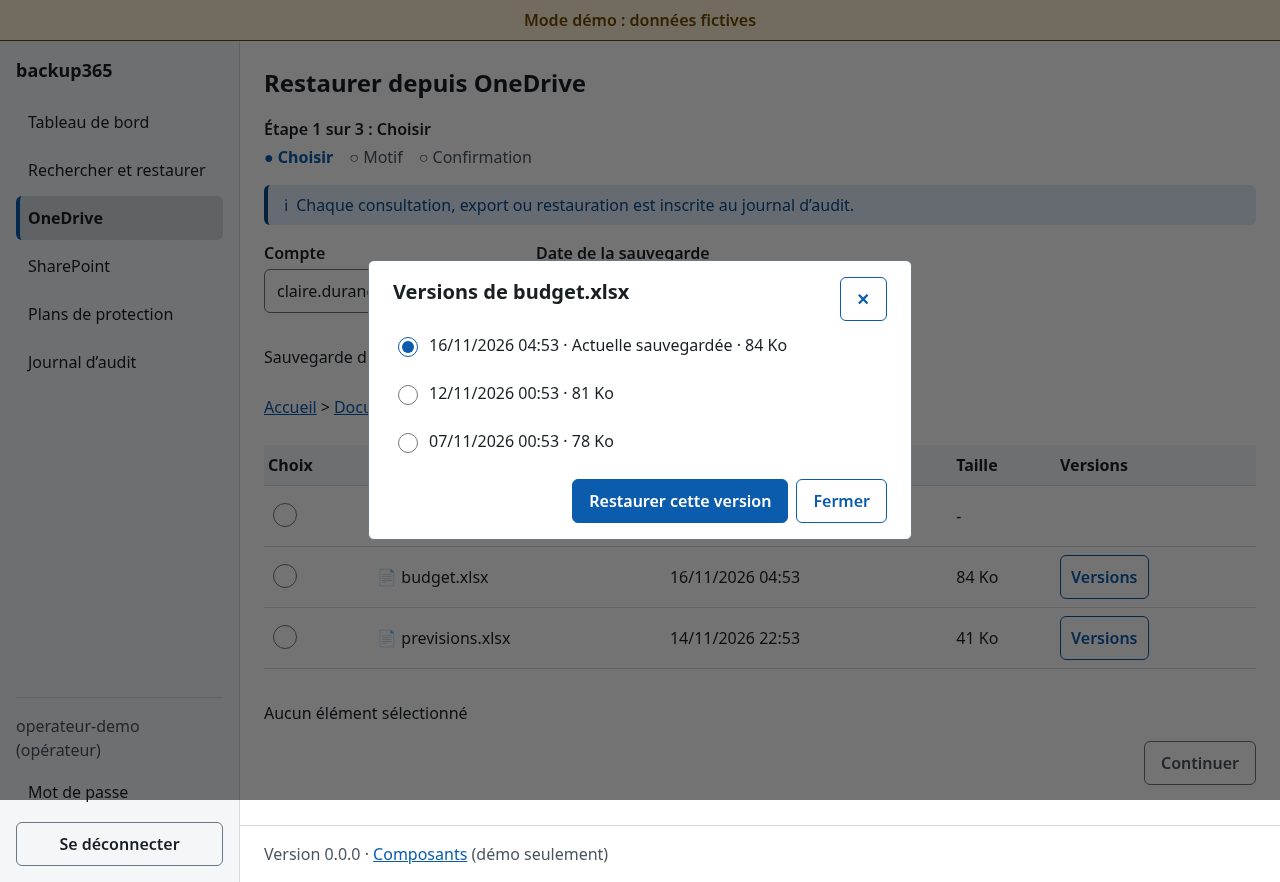 Mode démo : données fictives
backup365
Tableau de bord
Rechercher et restaurer
OneDrive
SharePoint
Plans de protection
Journal d’audit
operateur-demo
(opérateur)
Mot de passe
Se déconnecter
Restaurer depuis OneDrive
Étape 1 sur 3 : Choisir
● Choisir ○ Motif ○ Confirmation
i Chaque consultation, export ou restauration est inscrite au journal d’audit.
Compte Date de la sauvegarde
Versions de budget.xlsx ×
16/11/2026 04:53 · Actuelle sauvegardée · 84 Ko
12/11/2026 00:53 · 81 Ko
07/11/2026 00:53 · 78 Ko
Restaurer cette version Fermer
Sauvegarde
Accueil >
Choix Taille Versions
-
budget.xlsx 16/11/2026 04:53 84 Ko Versions
previsions.xlsx 14/11/2026 22:53 41 Ko Versions
Aucun élément sélectionné
Continuer
Version 0.0.0 · Composants (démo seulement)